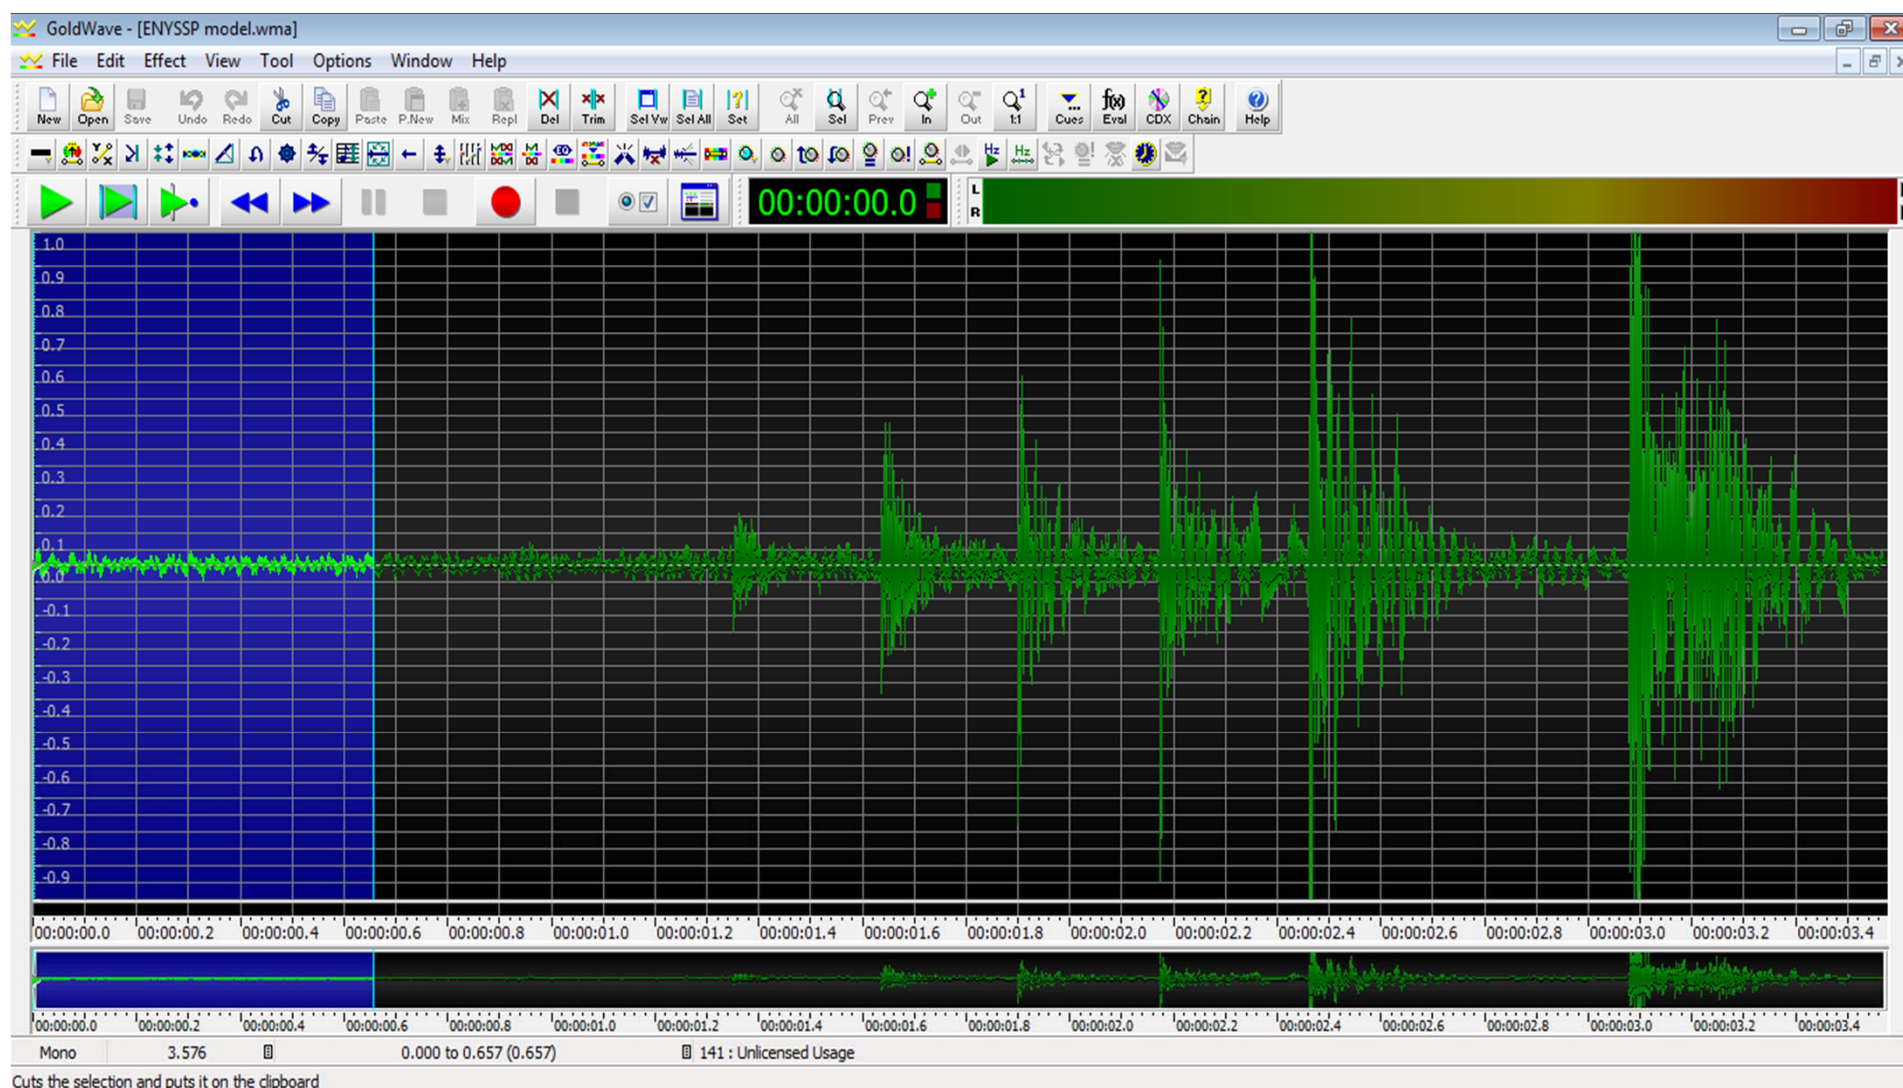 GoldWave - [ENYSSP model.wma]
File Edit Effect View Tool Options Window Help
New Open Save Undo Redo Cut Copy Paste P.New Mix Repl Del Trim Sel Vw Sel All Set All Sel Prev In Out 1:1 Cues Eval CDX Chain Help
00:00:00.0
L
R
1.0
0.9
0.8
0.7
0.6
0.5
0.4
0.3
0.2
0.1
0.0
-0.1
-0.2
-0.3
-0.4
-0.5
-0.6
-0.7
-0.8
-0.9
00:00:00.0 00:00:00.2 00:00:00.4 00:00:00.6 00:00:00.8 00:00:01.0 00:00:01.2 00:00:01.4 00:00:01.6 00:00:01.8 00:00:02.0 00:00:02.2 00:00:02.4 00:00:02.6 00:00:02.8 00:00:03.0 00:00:03.2 00:00:03.4
00:00:00.0 00:00:00.2 00:00:00.4 00:00:00.6 00:00:00.8 00:00:01.0 00:00:01.2 00:00:01.4 00:00:01.6 00:00:01.8 00:00:02.0 00:00:02.2 00:00:02.4 00:00:02.6 00:00:02.8 00:00:03.0 00:00:03.2 00:00:03.4
Mono 3.576 0.000 to 0.657 (0.657) 141 : Unlicensed Usage
Cuts the selection and puts it on the clipboard